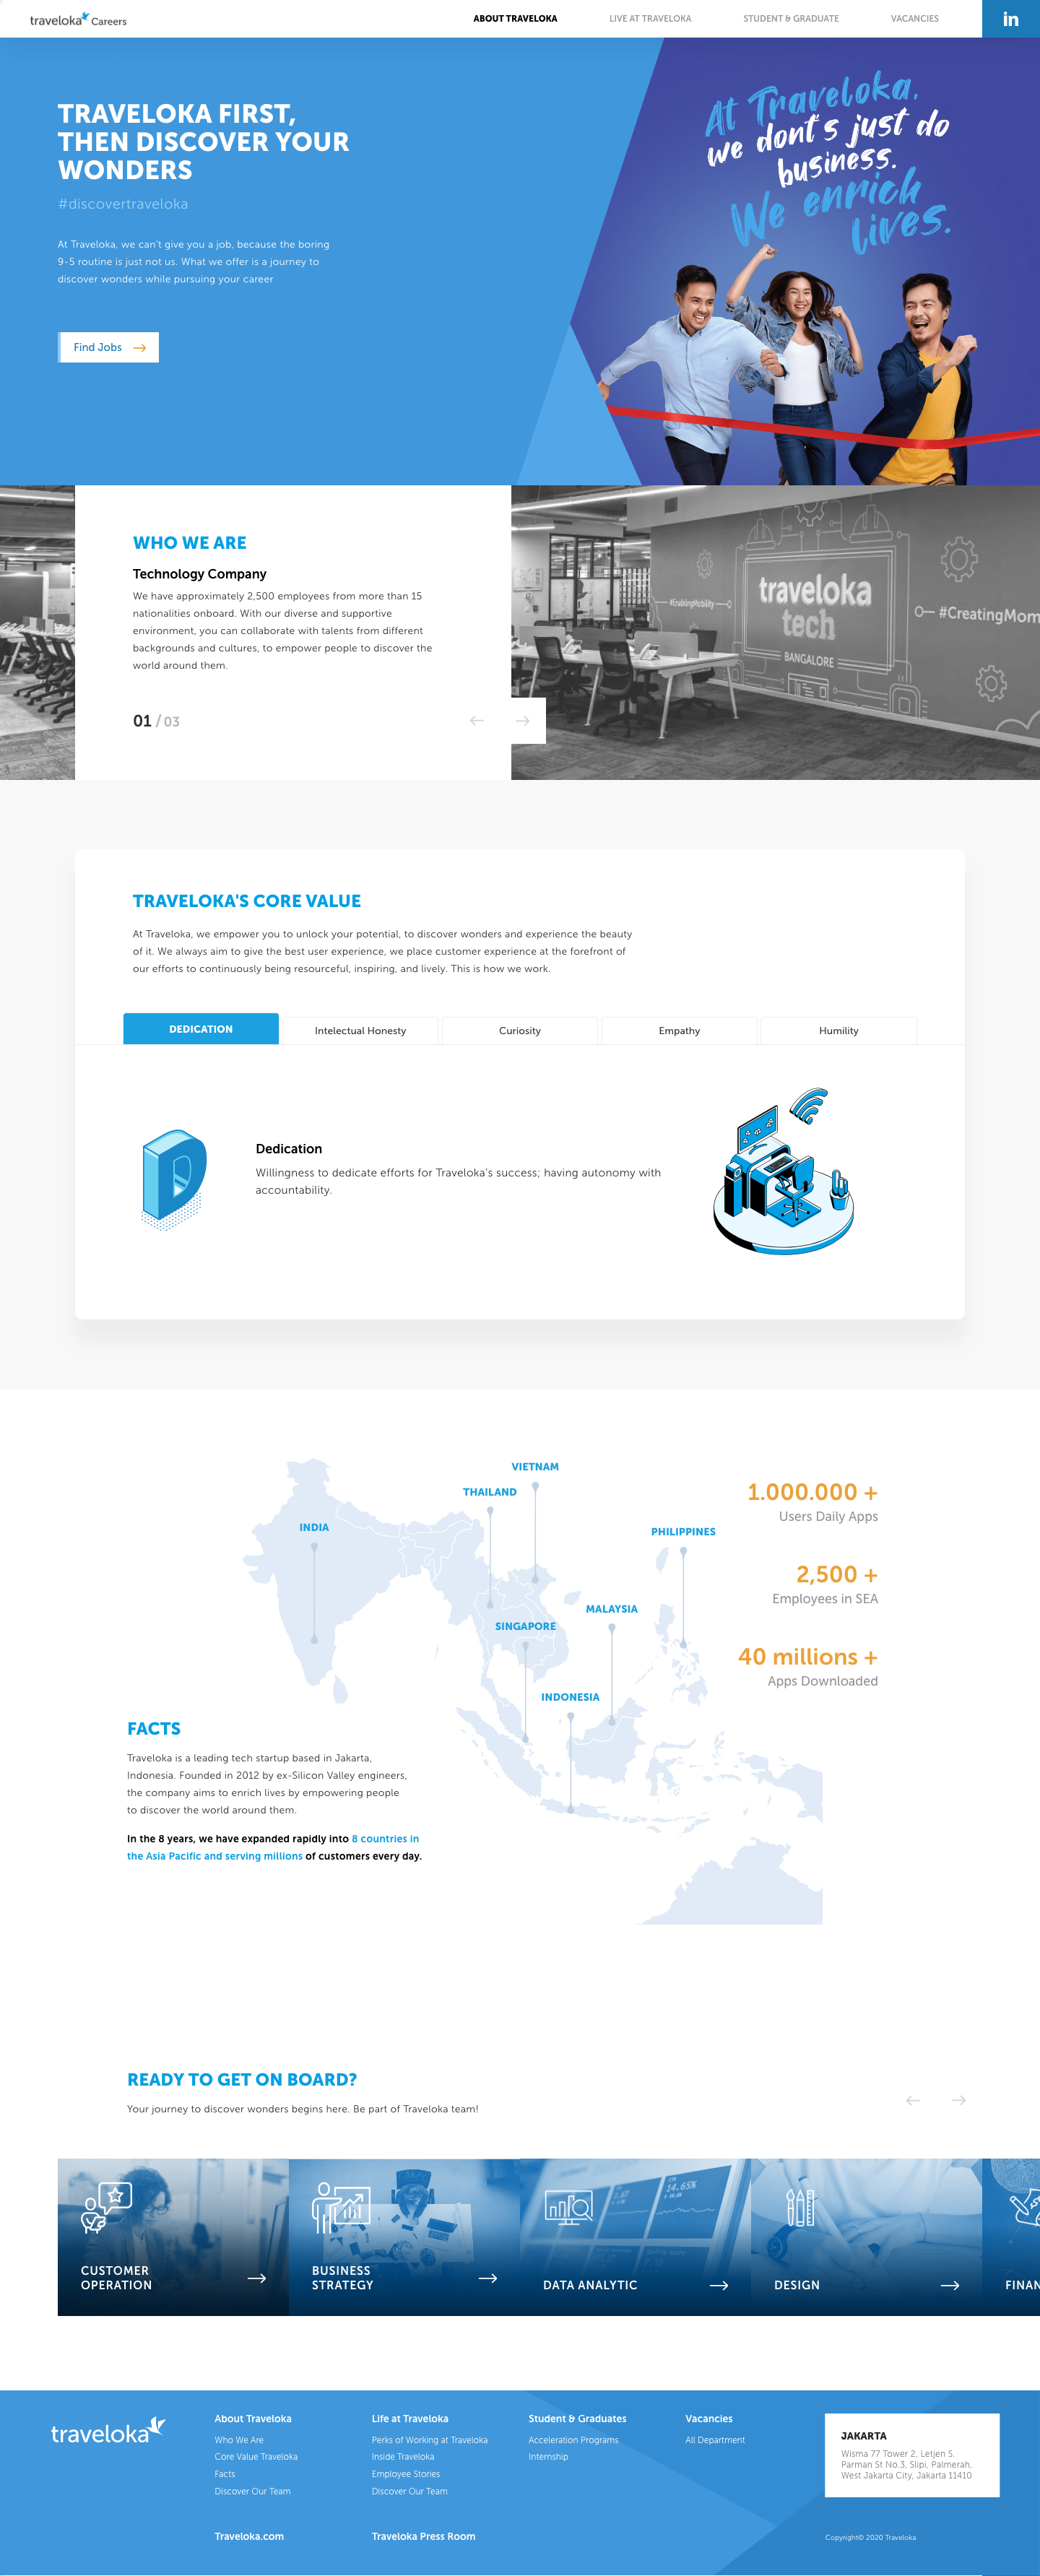 traveloka Careers
ABOUT TRAVELOKA
LIVE AT TRAVELOKA
STUDENT & GRADUATE
VACANCIES
in
TRAVELOKA FIRST,
THEN DISCOVER YOUR
WONDERS
#discovertraveloka
At Traveloka, we can't give you a job, because the boring
9-5 routine is just not us. What we offer is a journey to
discover wonders while pursuing your career
Find Jobs
At Traveloka,
we dont's just do
business.
We enrich
lives.
WHO WE ARE
Technology Company
We have approximately 2,500 employees from more than 15
nationalities onboard. With our diverse and supportive
environment, you can collaborate with talents from different
backgrounds and cultures, to empower people to discover the
world around them.
01 / 03
#EnablingMobility
traveloka
tech
BANGALORE
#CreatingMom
TRAVELOKA'S CORE VALUE
At Traveloka, we empower you to unlock your potential, to discover wonders and experience the beauty
of it. We always aim to give the best user experience, we place customer experience at the forefront of
our efforts to continuously being resourceful, inspiring, and lively. This is how we work.
DEDICATION
Intelectual Honesty
Curiosity
Empathy
Humility
D
Dedication
Willingness to dedicate efforts for Traveloka's success; having autonomy with
accountability.
VIETNAM
THAILAND
INDIA
PHILIPPINES
MALAYSIA
SINGAPORE
INDONESIA
1.000.000 +
Users Daily Apps
2,500 +
Employees in SEA
40 millions +
Apps Downloaded
FACTS
Traveloka is a leading tech startup based in Jakarta,
Indonesia. Founded in 2012 by ex-Silicon Valley engineers,
the company aims to enrich lives by empowering people
to discover the world around them.
In the 8 years, we have expanded rapidly into 8 countries in
the Asia Pacific and serving millions of customers every day.
READY TO GET ON BOARD?
Your journey to discover wonders begins here. Be part of Traveloka team!
CUSTOMER
OPERATION
BUSINESS
STRATEGY
14.65%
DATA ANALYTIC
DESIGN
FINAN
traveloka
About Traveloka
Who We Are
Core Value Traveloka
Facts
Discover Our Team
Traveloka.com
Life at Traveloka
Perks of Working at Traveloka
Inside Traveloka
Employee Stories
Discover Our Team
Traveloka Press Room
Student & Graduates
Acceleration Programs
Internship
Vacancies
All Department
JAKARTA
Wisma 77 Tower 2, Letjen S.
Parman St No.3, Slipi, Palmerah,
West Jakarta City, Jakarta 11410
Copyright© 2020 Traveloka